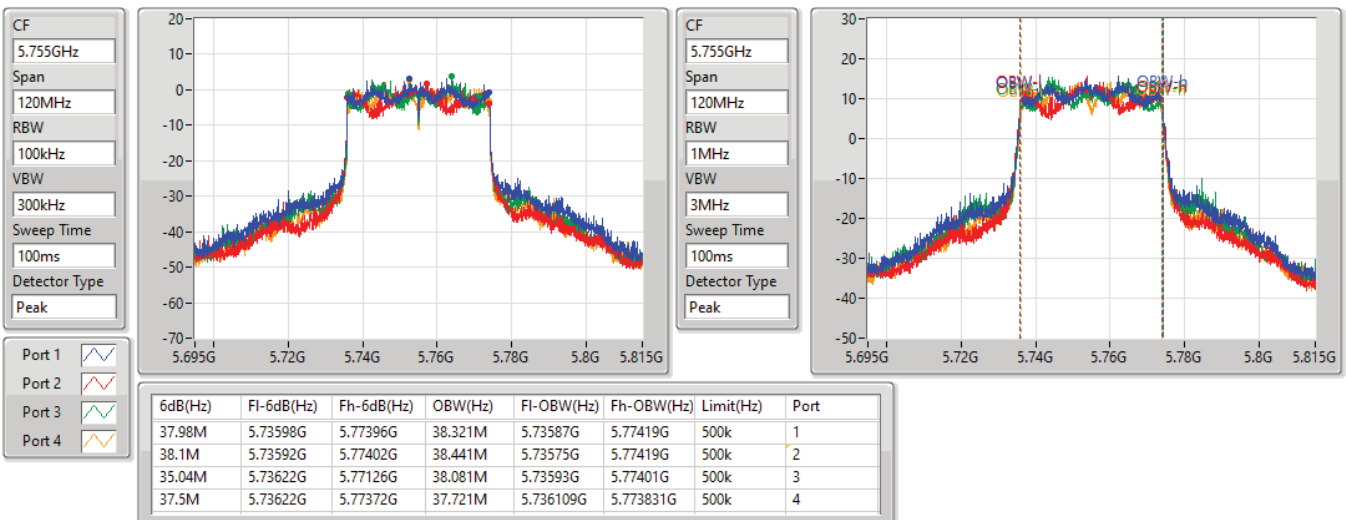 CF
5.755GHz
Span
120MHz
RBW
100kHz
VBW
300kHz
Sweep Time
100ms
Detector Type
Peak
20
10
0
-10
-20
-30
-40
-50
-60
-70
5.695G 5.72G 5.74G 5.76G 5.78G 5.8G 5.815G
CF
5.755GHz
Span
120MHz
RBW
1MHz
VBW
3MHz
Sweep Time
100ms
Detector Type
Peak
30
20
10
0
-10
-20
-30
-40
-50
OBW-h
5.695G 5.72G 5.74G 5.76G 5.78G 5.8G 5.815G
Port 1
Port 2
Port 3
Port 4
6dB(Hz) Fl-6dB(Hz) Fh-6dB(Hz) OBW(Hz) Fl-OBW(Hz) Fh-OBW(Hz) Limit(Hz) Port
37.98M 5.73598G 5.77396G 38.321M 5.73587G 5.77419G 500k 1
38.1M 5.73592G 5.77402G 38.441M 5.73575G 5.77419G 500k 2
35.04M 5.73622G 5.77126G 38.081M 5.73593G 5.77401G 500k 3
37.5M 5.73622G 5.77372G 37.721M 5.736109G 5.773831G 500k 4